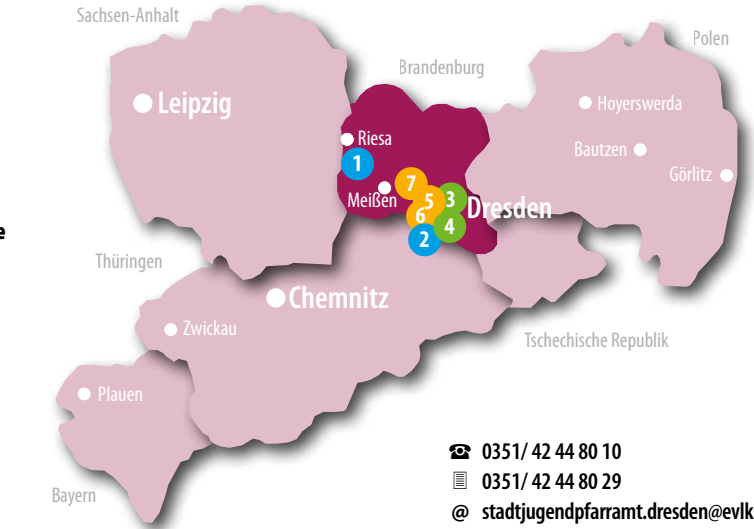 Sachsen-Anhalt
Polen
Brandenburg
Leipzig
Hoyerswerda
Riesa
Bautzen
1
Görlitz
7
Meißen
5
3
Dresden
6
4
e
2
Thüringen
Chemnitz
Zwickau
Tschechische Republik
Plauen
☎ 0351/ 42 44 80 10
0351/ 42 44 80 29
Bayern
@ stadtjugendpfarramt.dresden@evlk